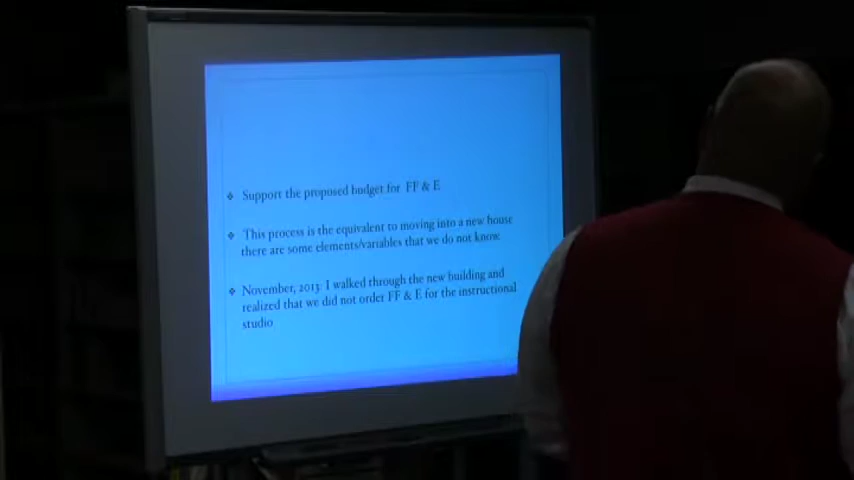 Support the proposed budget for FF & E
This process is the equivalent to moving into a new house
there are some elements/variables that we do not know.
November, 2013: I walked through the new building and
realized that we did not order FF & E for the instructional
studio